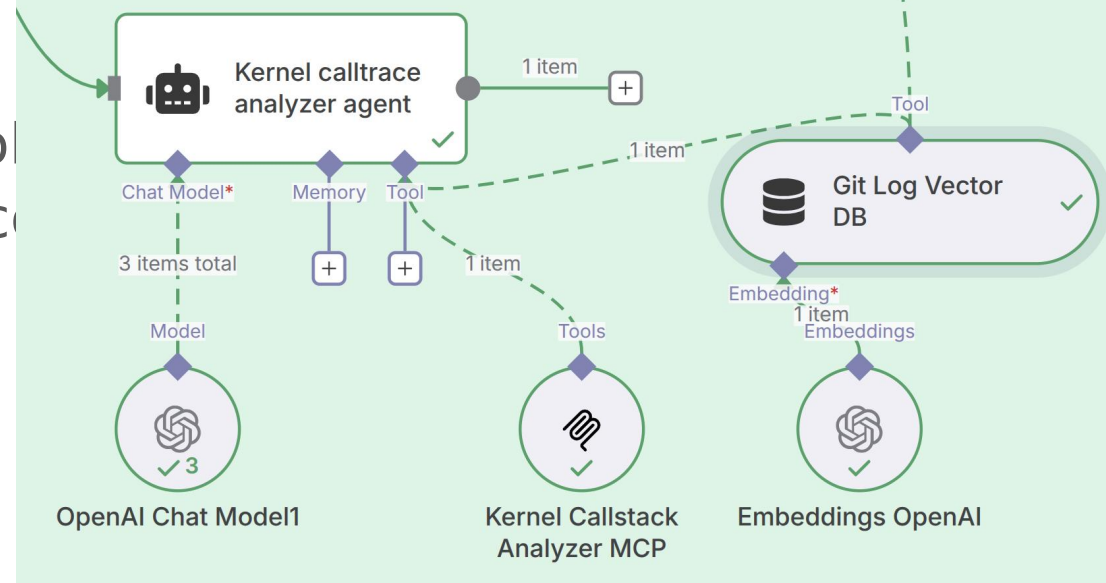 Kernel calltrace
analyzer agent
1 item
Tool
1 item
Git Log Vector
DB
Chat Model*
Memory
Tool
3 items total
1 item
Embedding*
1 item
Model
Tools
Embeddings
3
OpenAI Chat Model1
Kernel Callstack
Analyzer MCP
Embeddings OpenAI